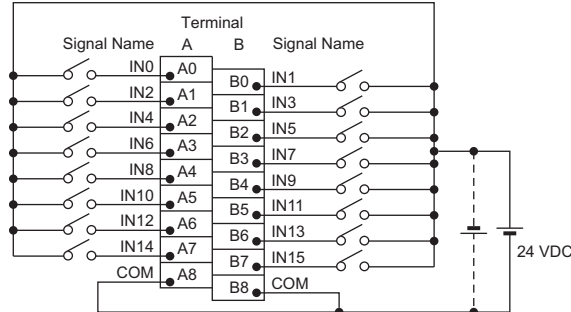 Terminal
Signal Name A B Signal Name
IN0 A0
B0 IN1
IN2 A1
B1 IN3
IN4 A2
B2 IN5
IN6 A3
B3 IN7
IN8 A4
B4 IN9
IN10 A5
B5 IN11
IN12 A6
B6 IN13
IN14 A7
B7 IN15
24 VDC
COM A8
B8 COM